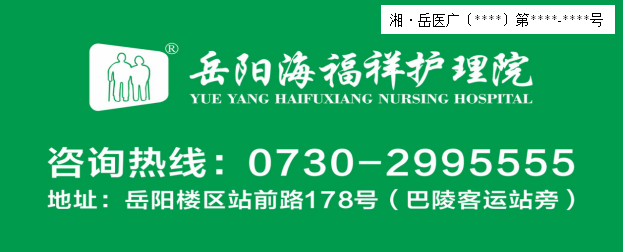 湘·岳医广〔****〕第****-****号
®
岳阳海福祥护理院
YUE YANG HAIFUXIANG NURSING HOSPITAL
咨询热线：0730-2995555
地址：岳阳楼区站前路178号（巴陵客运站旁）